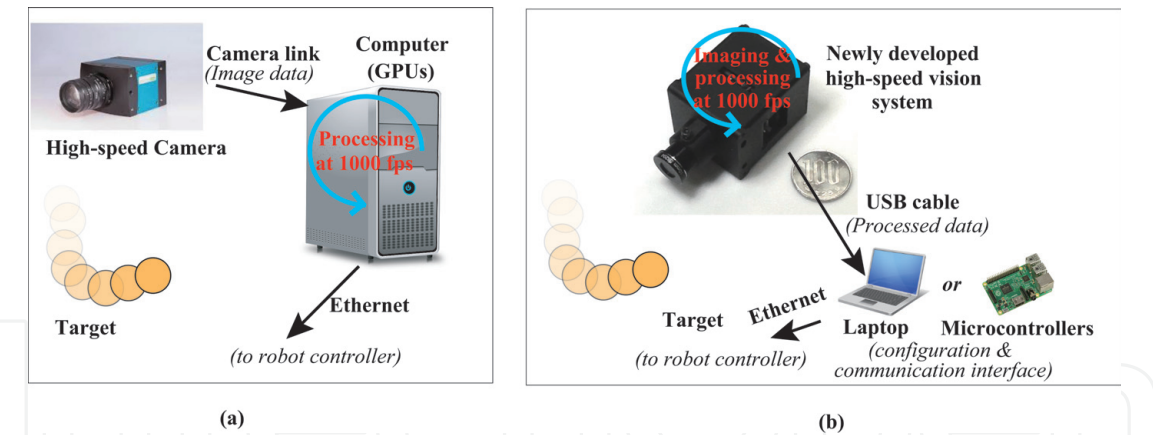 Camera link
(Image data)
Computer
(GPUs)
High-speed Camera
Processing
at 1000 fps
Target
Ethernet
(to robot controller)
(a)
Imaging &
processing
at 1000 fps
Newly developed
high-speed vision
system
100
USB cable
(Processed data)
or
Target
Ethernet
(to robot controller)
Laptop
Microcontrollers
(configuration &
communication interface)
(b)